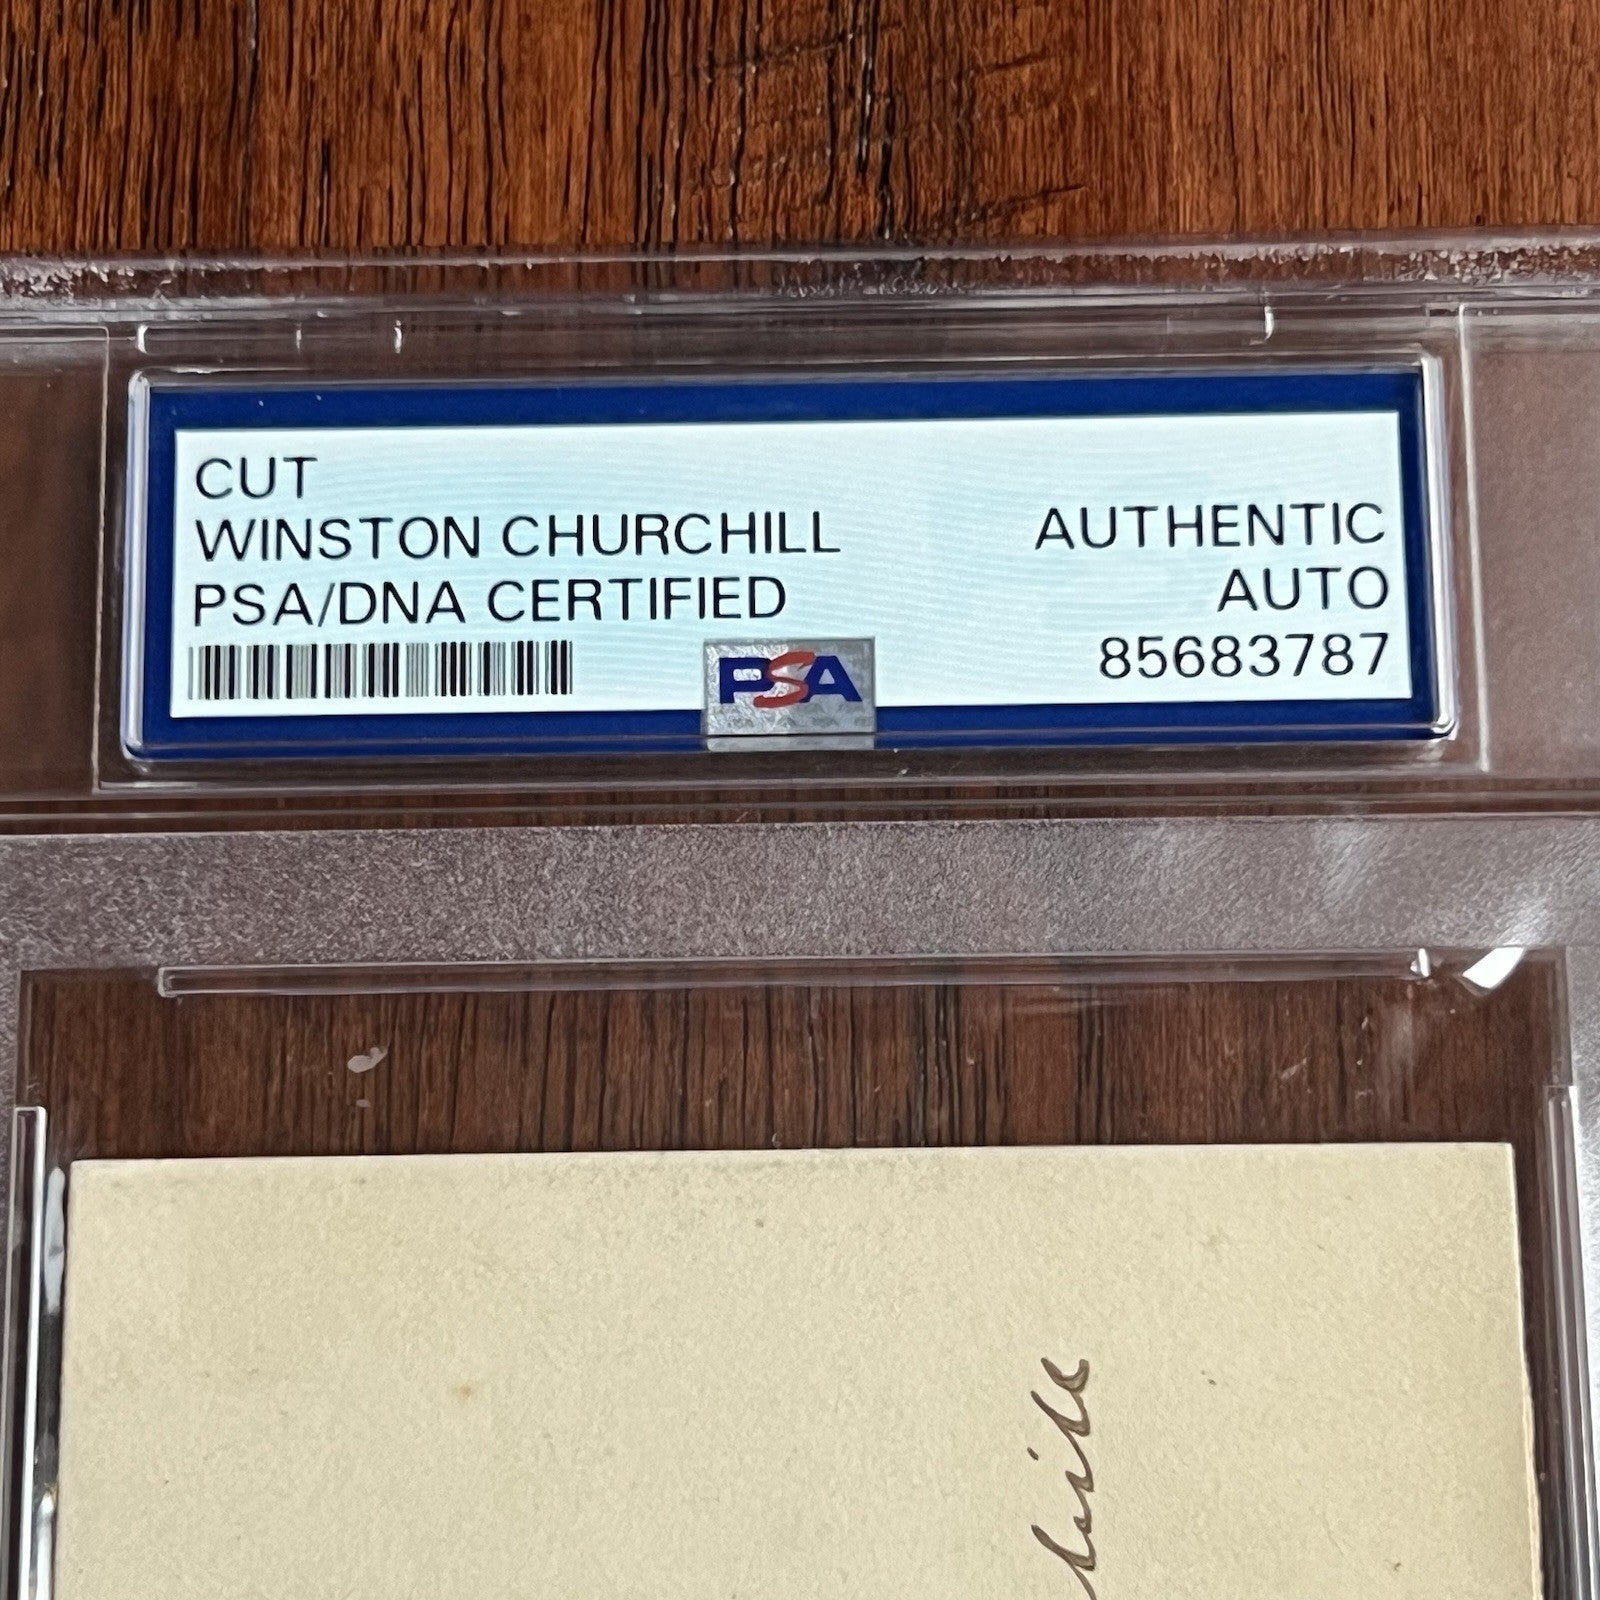 CUT
WINSTON CHURCHILL
PSA/DNA CERTIFIED
AUTHENTIC
AUTO
85683787
PSA